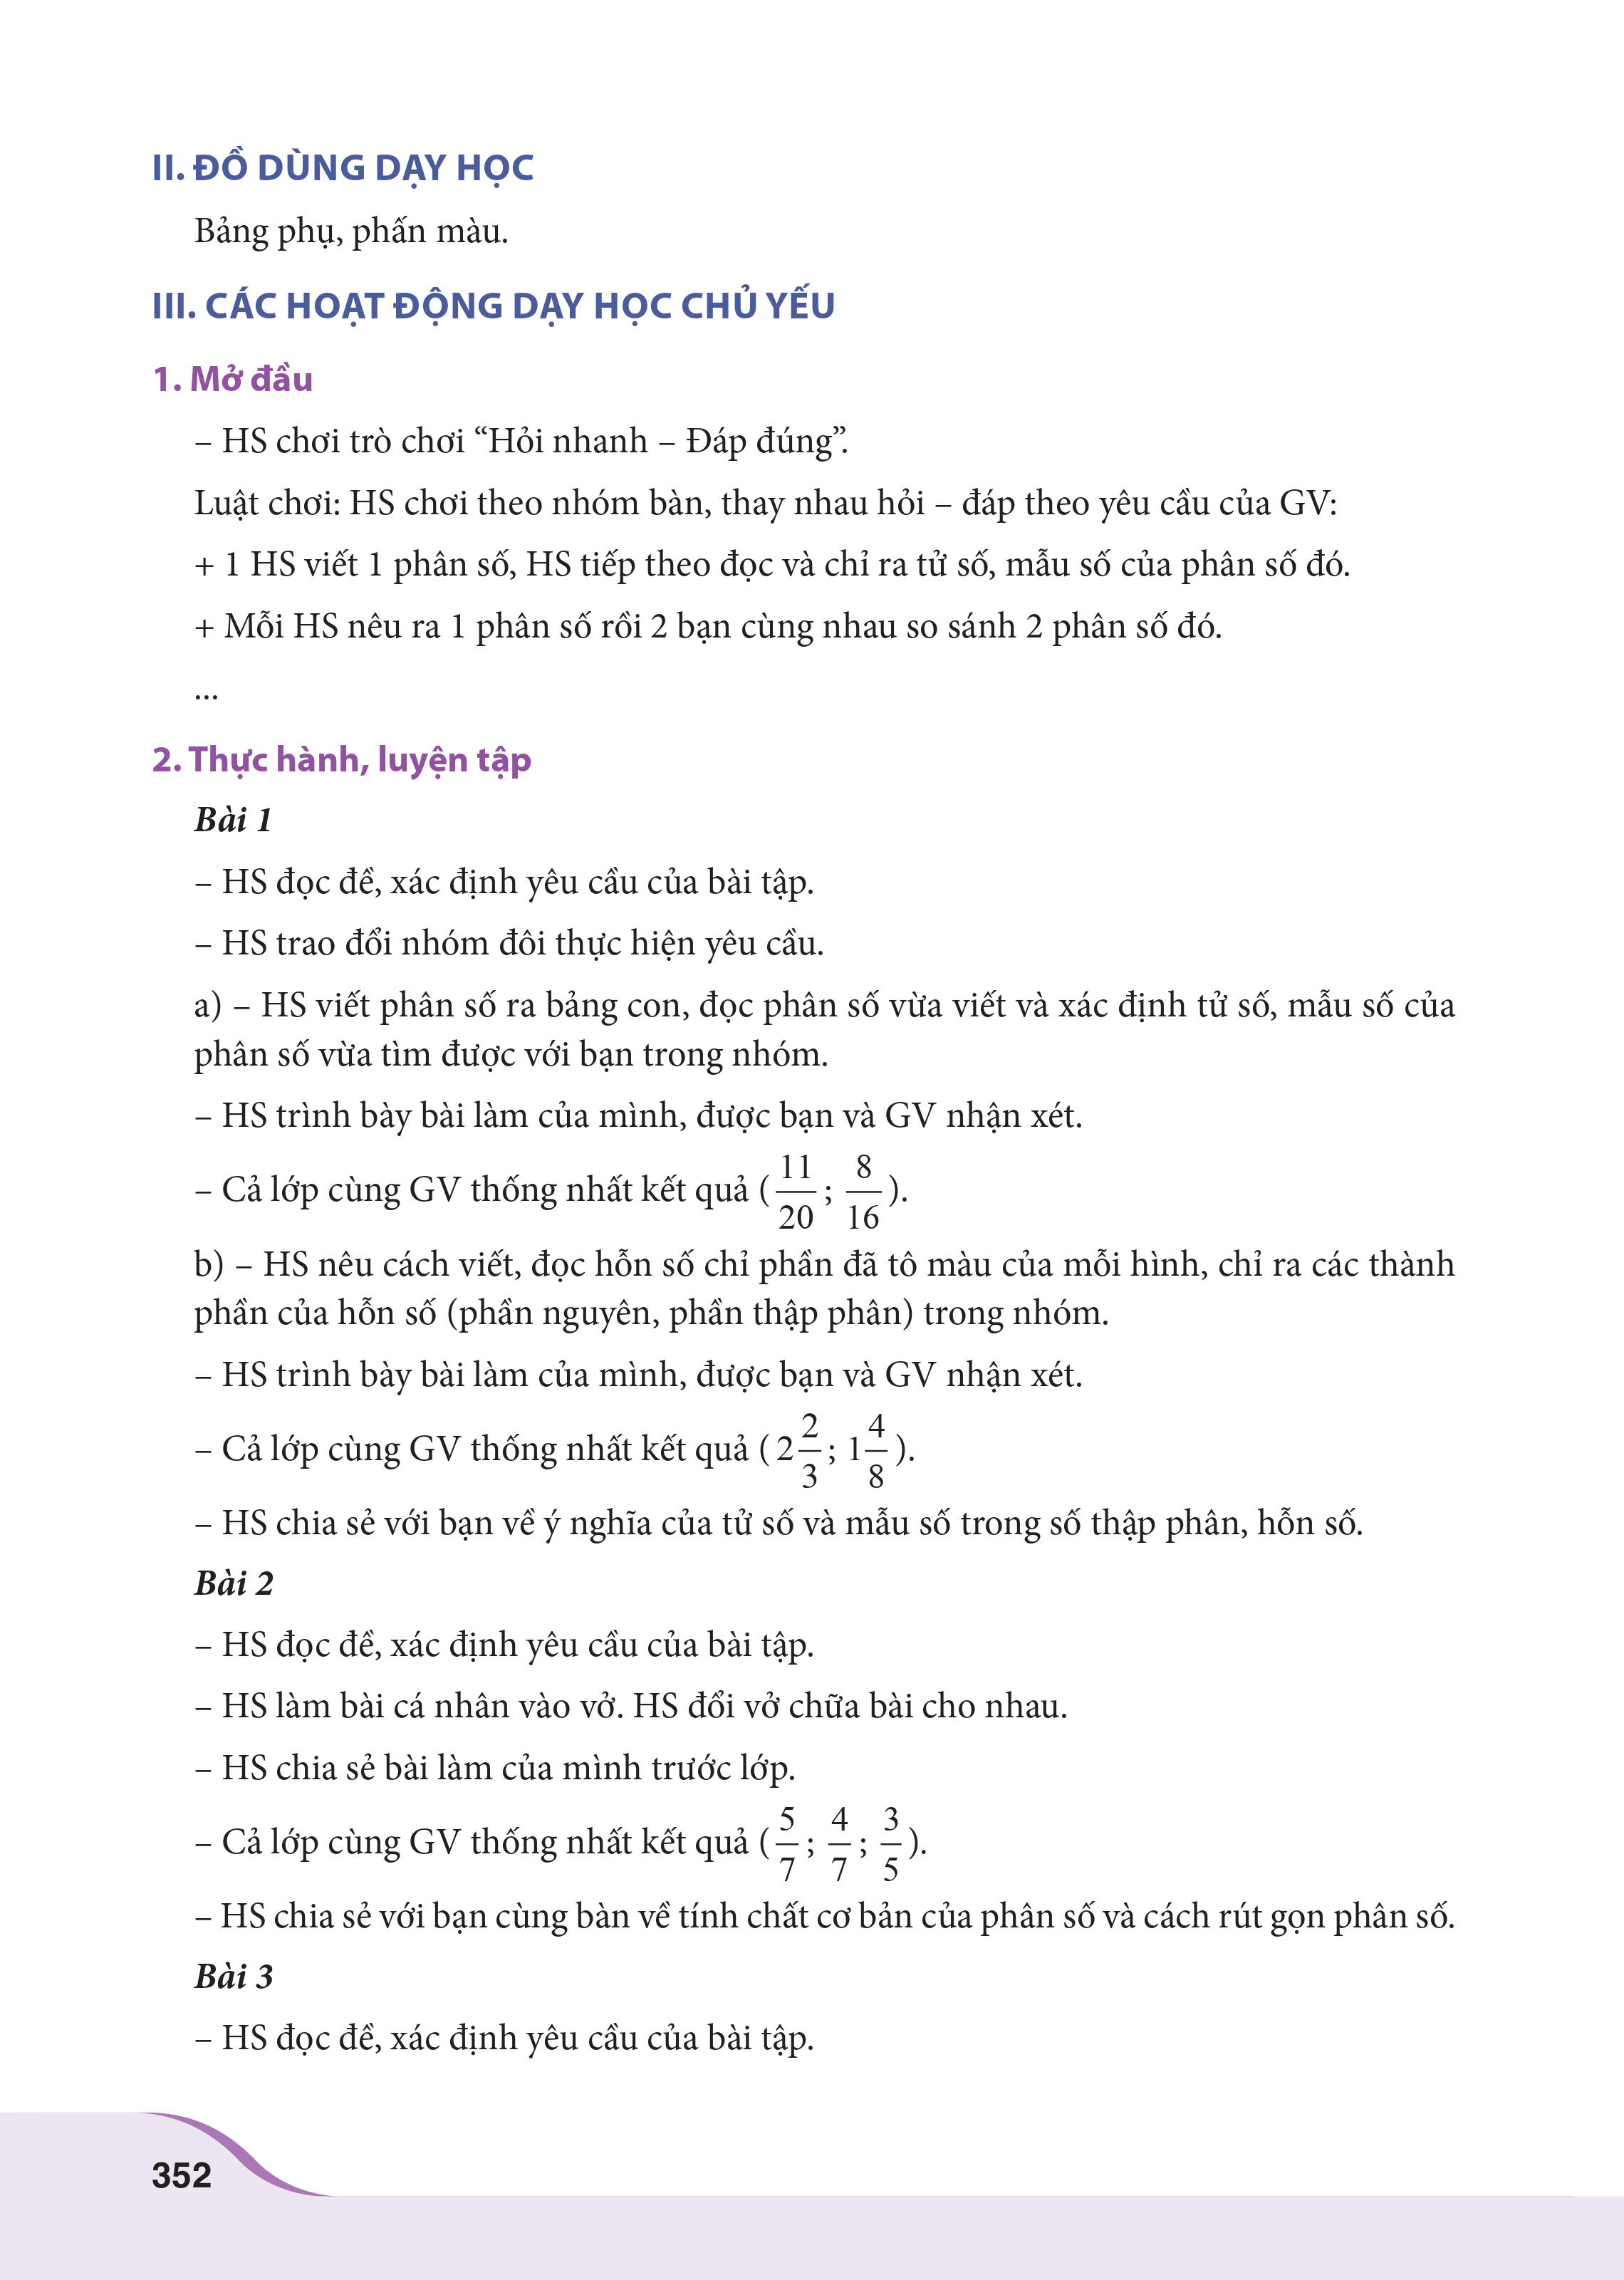 II. ĐỒ DÙNG DẠY HỌC
Bảng phụ, phấn màu.
III. CÁC HOẠT ĐỘNG DẠY HỌC CHỦ YẾU
1. Mở đầu
– HS chơi trò chơi “Hỏi nhanh – Đáp đúng”.
Luật chơi: HS chơi theo nhóm bàn, thay nhau hỏi – đáp theo yêu cầu của GV:
+ 1 HS viết 1 phân số, HS tiếp theo đọc và chỉ ra tử số, mẫu số của phân số đó.
+ Mỗi HS nêu ra 1 phân số rồi 2 bạn cùng nhau so sánh 2 phân số đó.
...
2. Thực hành, luyện tập
Bài 1
– HS đọc đề, xác định yêu cầu của bài tập.
– HS trao đổi nhóm đôi thực hiện yêu cầu.
a) – HS viết phân số ra bảng con, đọc phân số vừa viết và xác định tử số, mẫu số của
phân số vừa tìm được với bạn trong nhóm.
– HS trình bày bài làm của mình, được bạn và GV nhận xét.
– Cả lớp cùng GV thống nhất kết quả (11/20; 8/16).
b) – HS nêu cách viết, đọc hỗn số chỉ phần đã tô màu của mỗi hình, chỉ ra các thành
phần của hỗn số (phần nguyên, phần thập phân) trong nhóm.
– HS trình bày bài làm của mình, được bạn và GV nhận xét.
– Cả lớp cùng GV thống nhất kết quả (2 2/3; 1 4/8).
– HS chia sẻ với bạn về ý nghĩa của tử số và mẫu số trong số thập phân, hỗn số.
Bài 2
– HS đọc đề, xác định yêu cầu của bài tập.
– HS làm bài cá nhân vào vở. HS đổi vở chữa bài cho nhau.
– HS chia sẻ bài làm của mình trước lớp.
– Cả lớp cùng GV thống nhất kết quả (5/7; 4/7; 3/5).
– HS chia sẻ với bạn cùng bàn về tính chất cơ bản của phân số và cách rút gọn phân số.
Bài 3
– HS đọc đề, xác định yêu cầu của bài tập.
352